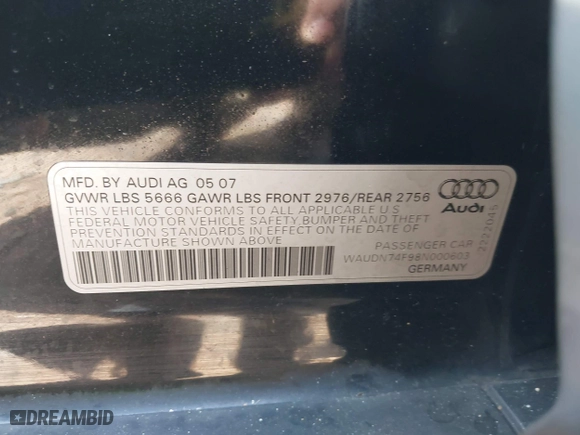 MFD. BY AUDI AG 05 07
GVWR LBS 5666 GAWR LBS FRONT 2976/REAR 2756
THIS VEHICLE CONFORMS TO ALL APPLICABLE U S
FEDERAL MOTOR VEHICLE SAFETY, BUMPER AND THEFT
PREVENTION STANDARDS IN EFFECT ON THE DATE OF
MANUFACTURE SHOWN ABOVE
Audi
PASSENGER CAR
WAUDN74F98N000603
GERMANY
2022045
DREAMBID